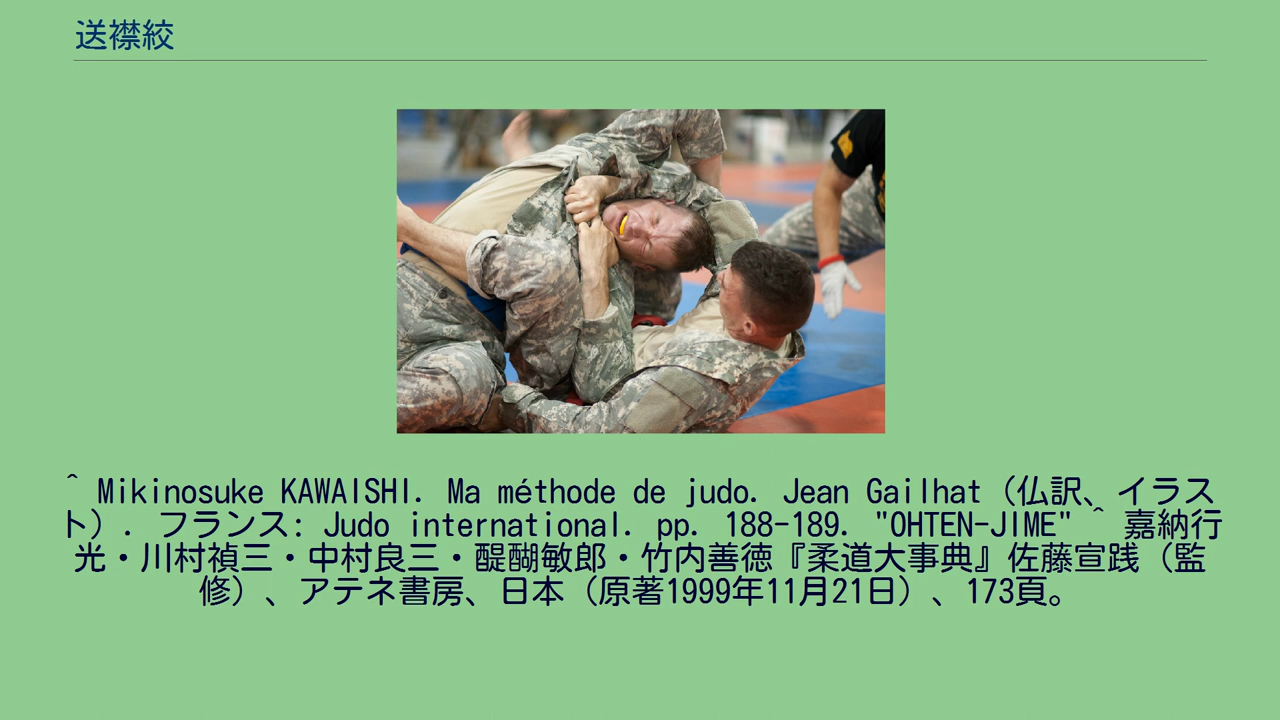 送襟絞
^ Mikinosuke KAWAISHI. Ma méthode de judo. Jean Gailhat（仏訳、イラス
ト）. フランス: Judo international. pp. 188-189. "OHTEN-JIME" ^ 嘉納行
光・川村禎三・中村良三・醍醐敏郎・竹内善徳『柔道大事典』佐藤宣践（監
修）、アテネ書房、日本（原著1999年11月21日）、173頁。